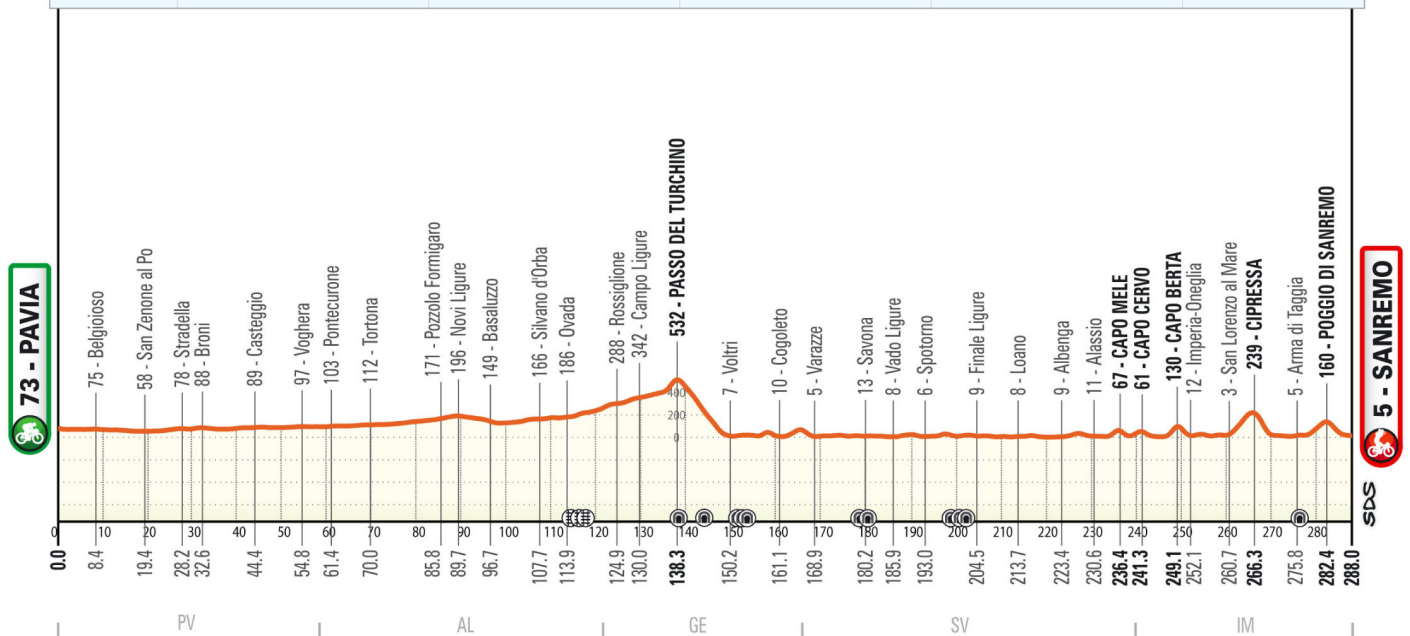 73 - PAVIA
75 - Belgioioso
58 - San Zenone al Po
78 - Stradella
88 - Broni
89 - Casteggio
97 - Voghera
103 - Pontecurone
112 - Tortona
171 - Pozzolo Formigaro
196 - Novi Ligure
149 - Basaluzzo
166 - Silvano d'Orba
186 - Ovada
288 - Rossiglione
342 - Campo Ligure
532 - PASSO DEL TURCHINO
7 - Voltri
10 - Cogoleto
5 - Varazze
13 - Savona
8 - Vado Ligure
6 - Spotorno
9 - Finale Ligure
8 - Loano
9 - Albenga
11 - Alassio
67 - CAPO MELE
61 - CAPO CERVO
130 - CAPO BERTA
12 - Imperia-Oneglia
3 - San Lorenzo al Mare
239 - CIPRESSA
5 - Arma di Taggia
160 - POGGIO DI SANREMO
5 - SANREMO
400
200
0
SDS
0 10 20 30 40 50 60 70 80 90 100 110 120 130 140 150 160 170 180 190 200 210 220 230 240 250 260 270 280
0.0 8.4 19.4 28.2 32.6 44.4 54.8 61.4 70.0 85.8 89.7 96.7 107.7 113.9 124.9 130.0 138.3 150.2 161.1 168.9 180.2 185.9 193.0 204.5 213.7 223.4 230.6 236.4 241.3 249.1 252.1 260.7 266.3 275.8 282.4 288.0
PV AL GE SV IM